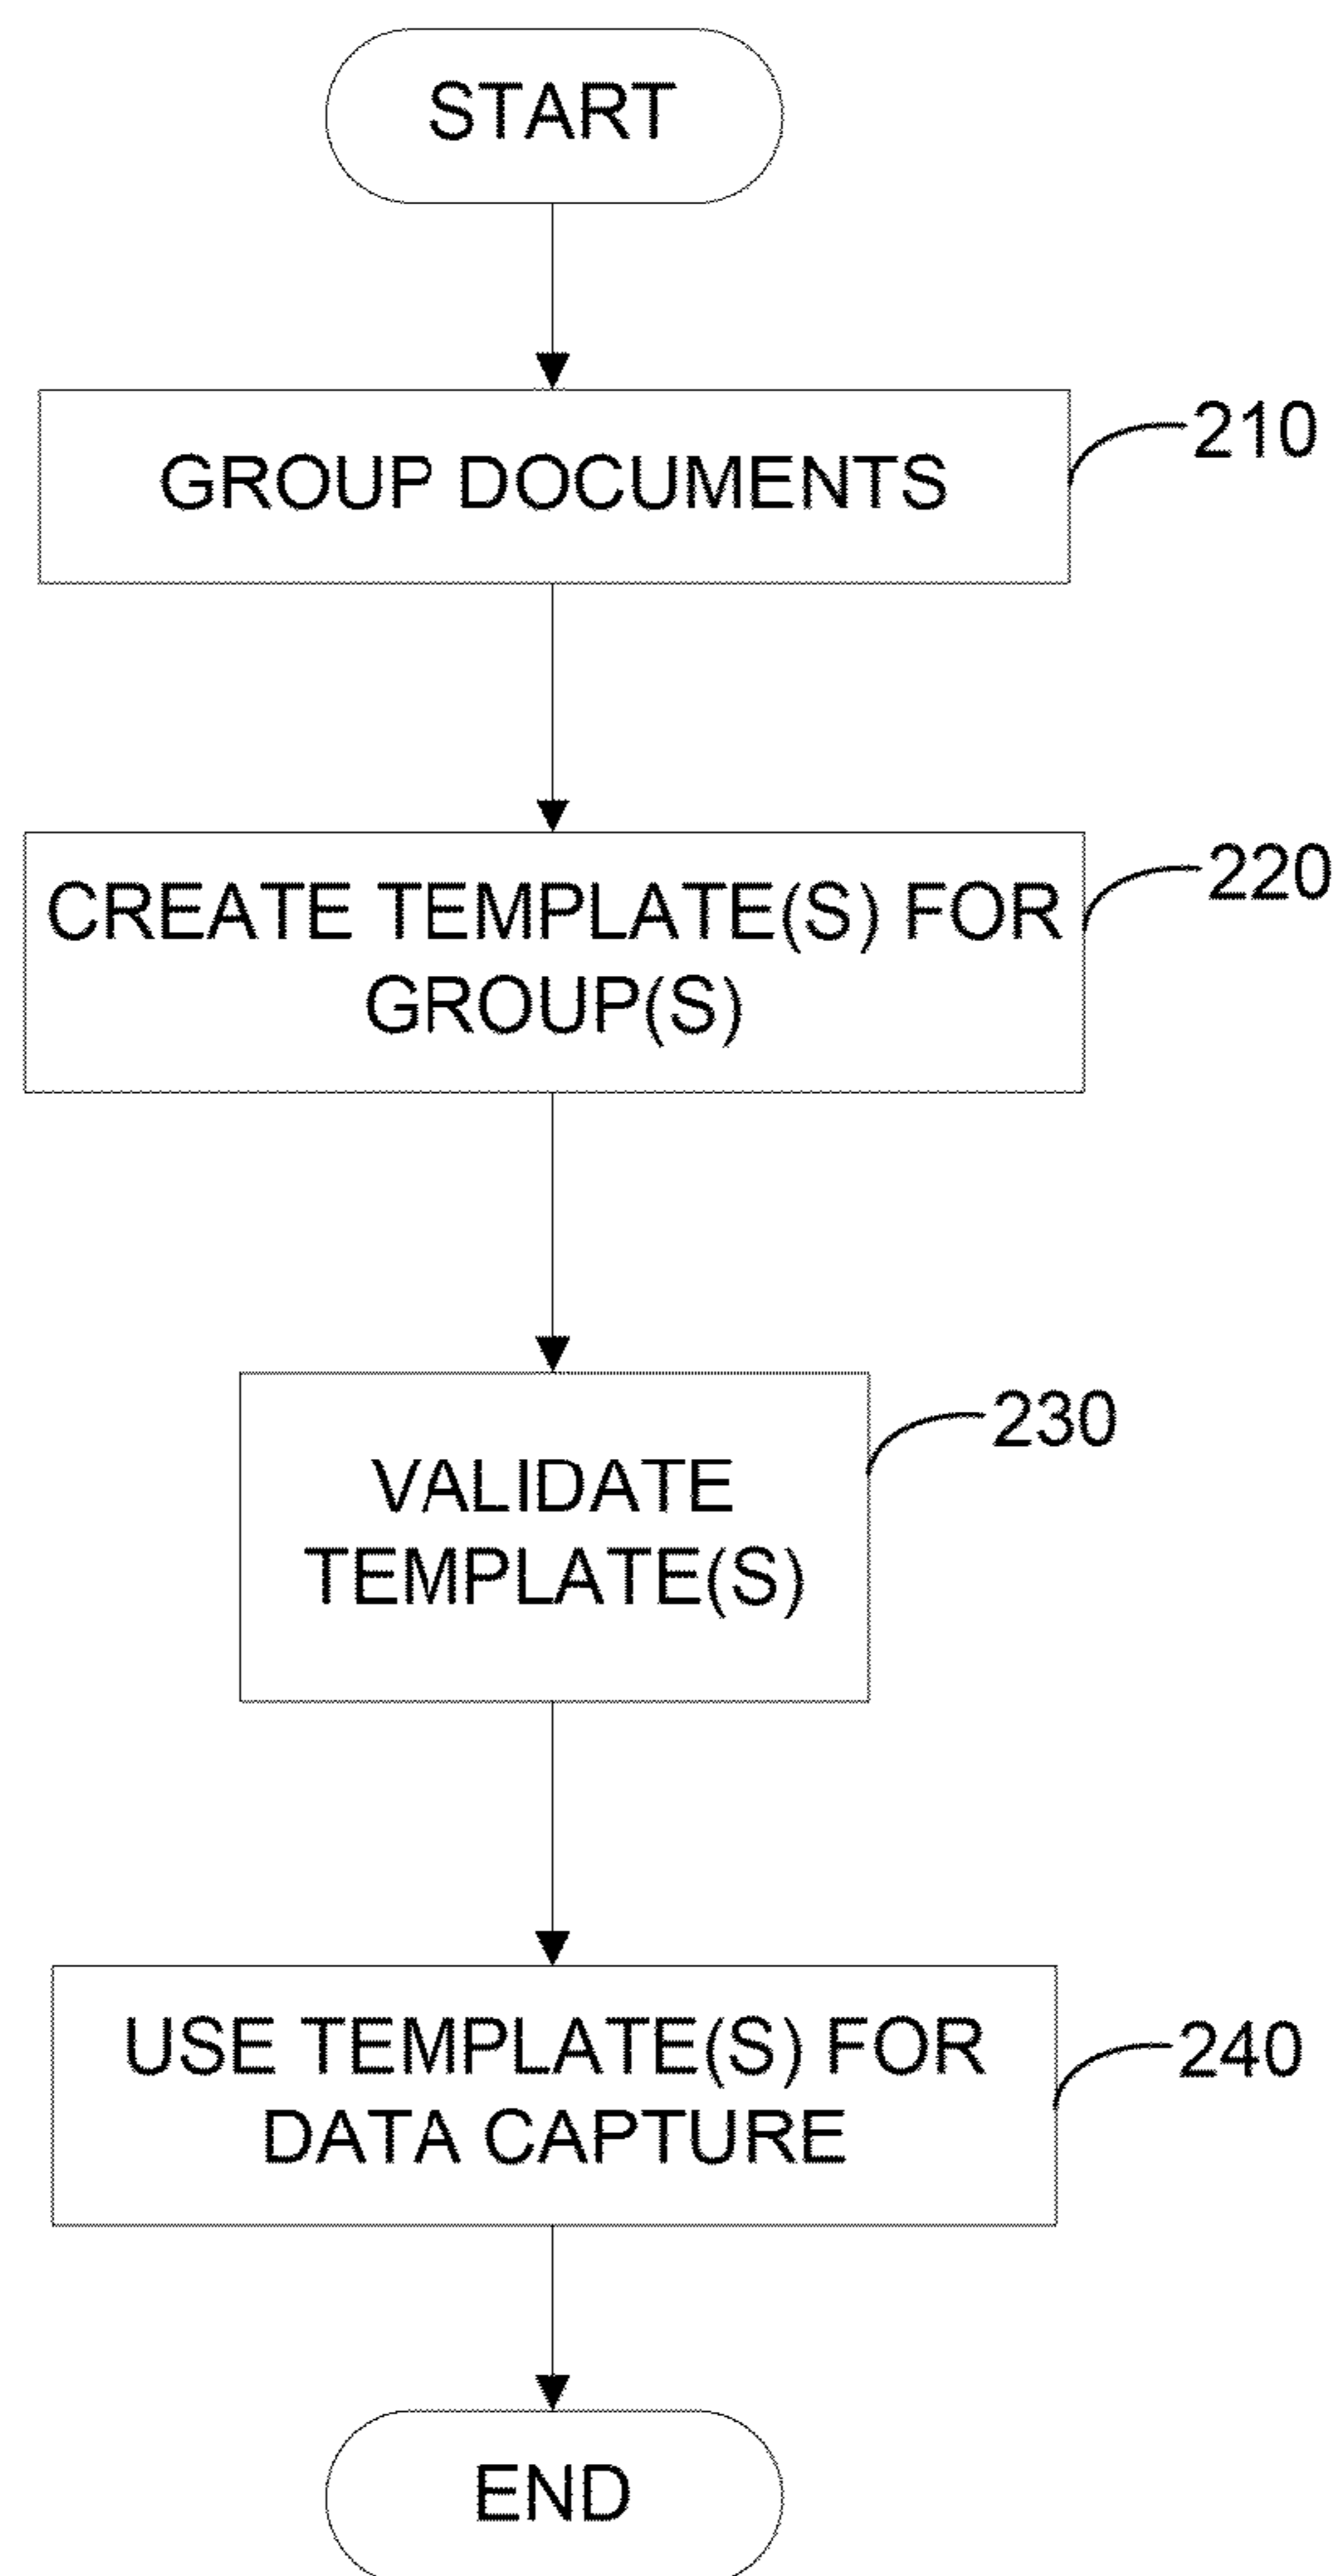 START
GROUP DOCUMENTS
210
CREATE TEMPLATE(S) FOR
GROUP(S)
220
VALIDATE
TEMPLATE(S)
230
USE TEMPLATE(S) FOR
DATA CAPTURE
240
END